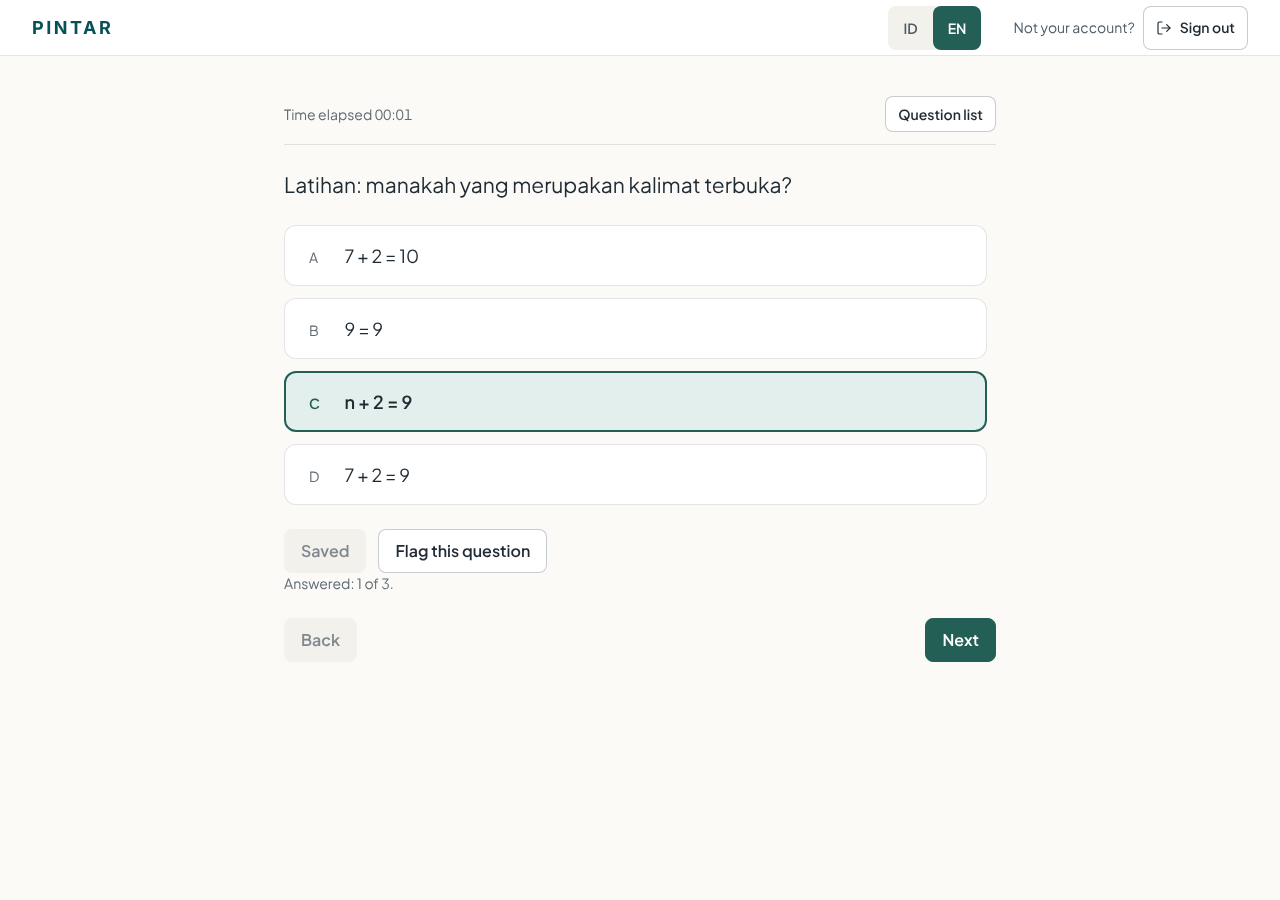 PINTAR
ID EN Not your account? Sign out
Time elapsed 00:01 Question list
Latihan: manakah yang merupakan kalimat terbuka?
A 7 + 2 = 10
B 9 = 9
C n + 2 = 9
D 7 + 2 = 9
Saved Flag this question
Answered: 1 of 3.
Back Next